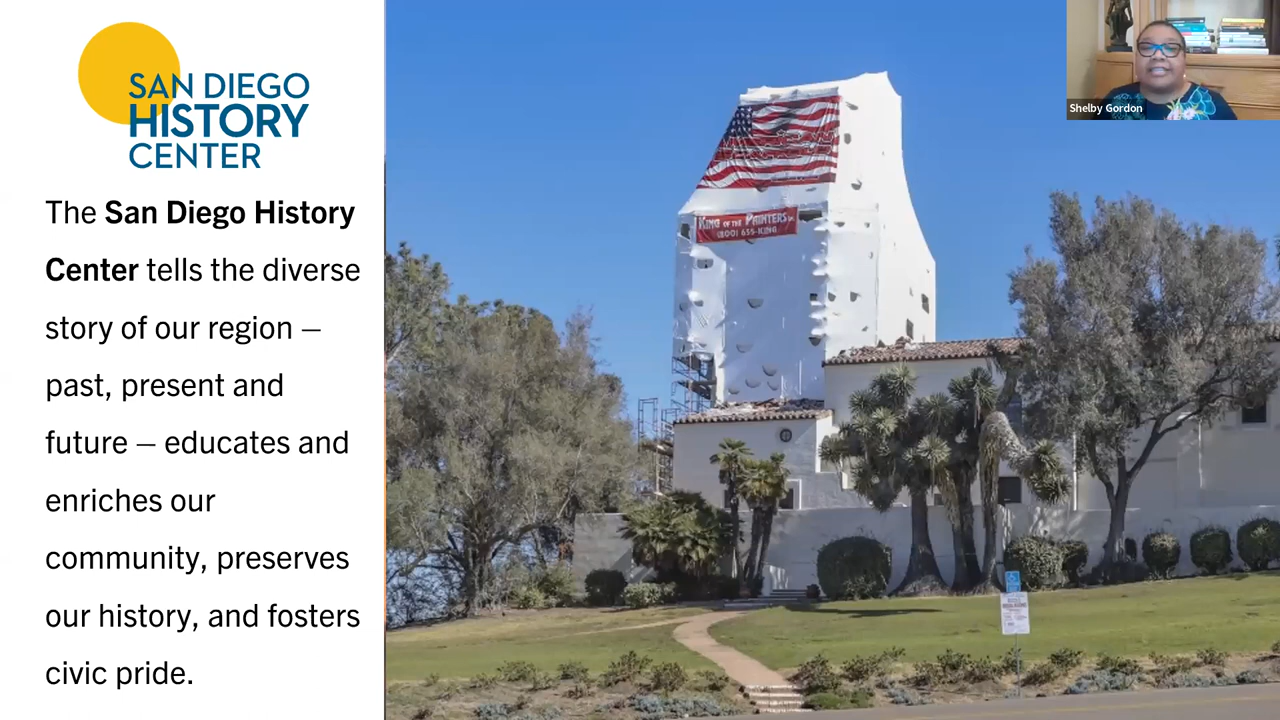 SAN DIEGO
HISTORY
CENTER
The San Diego History
Center tells the diverse
story of our region –
past, present and
future – educates and
enriches our
community, preserves
our history, and fosters
civic pride.
KING OF THE PAINTERS
(800) 655-KING
Shelby Gordon